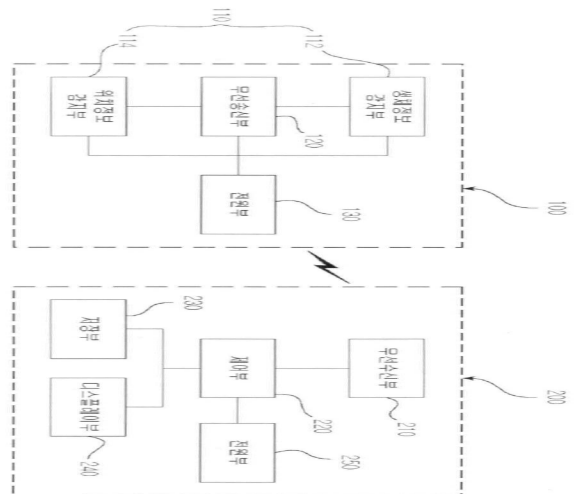 100
112
생체정보
감지부
110
무선수신부
120
전원부
130
114
위치정보
감지부
200
무선수신부
210
제어부
220
전원부
250
230
저장부
디스플레이부
240